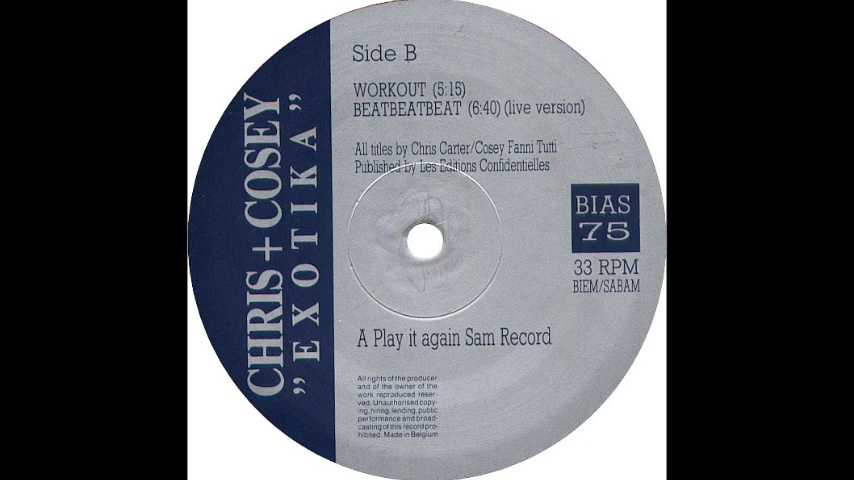 CHRIS + COSEY
"EXOTIKA"
Side B
WORKOUT (5:15)
BEATBEATBEAT (6:40) (live version)
All titles by Chris Carter/Cosey Fanni Tutti
Published by Les Editions Confidentielles
BIAS
75
33 RPM
BIEM/SABAM
A Play it again Sam Record
All rights of the producer
and of the owner of the
work reproduced reser-
ved. Unauthorised copy-
ing, hiring, lending, public
performance and broad-
casting of this record pro-
hibited. Made in Belgium